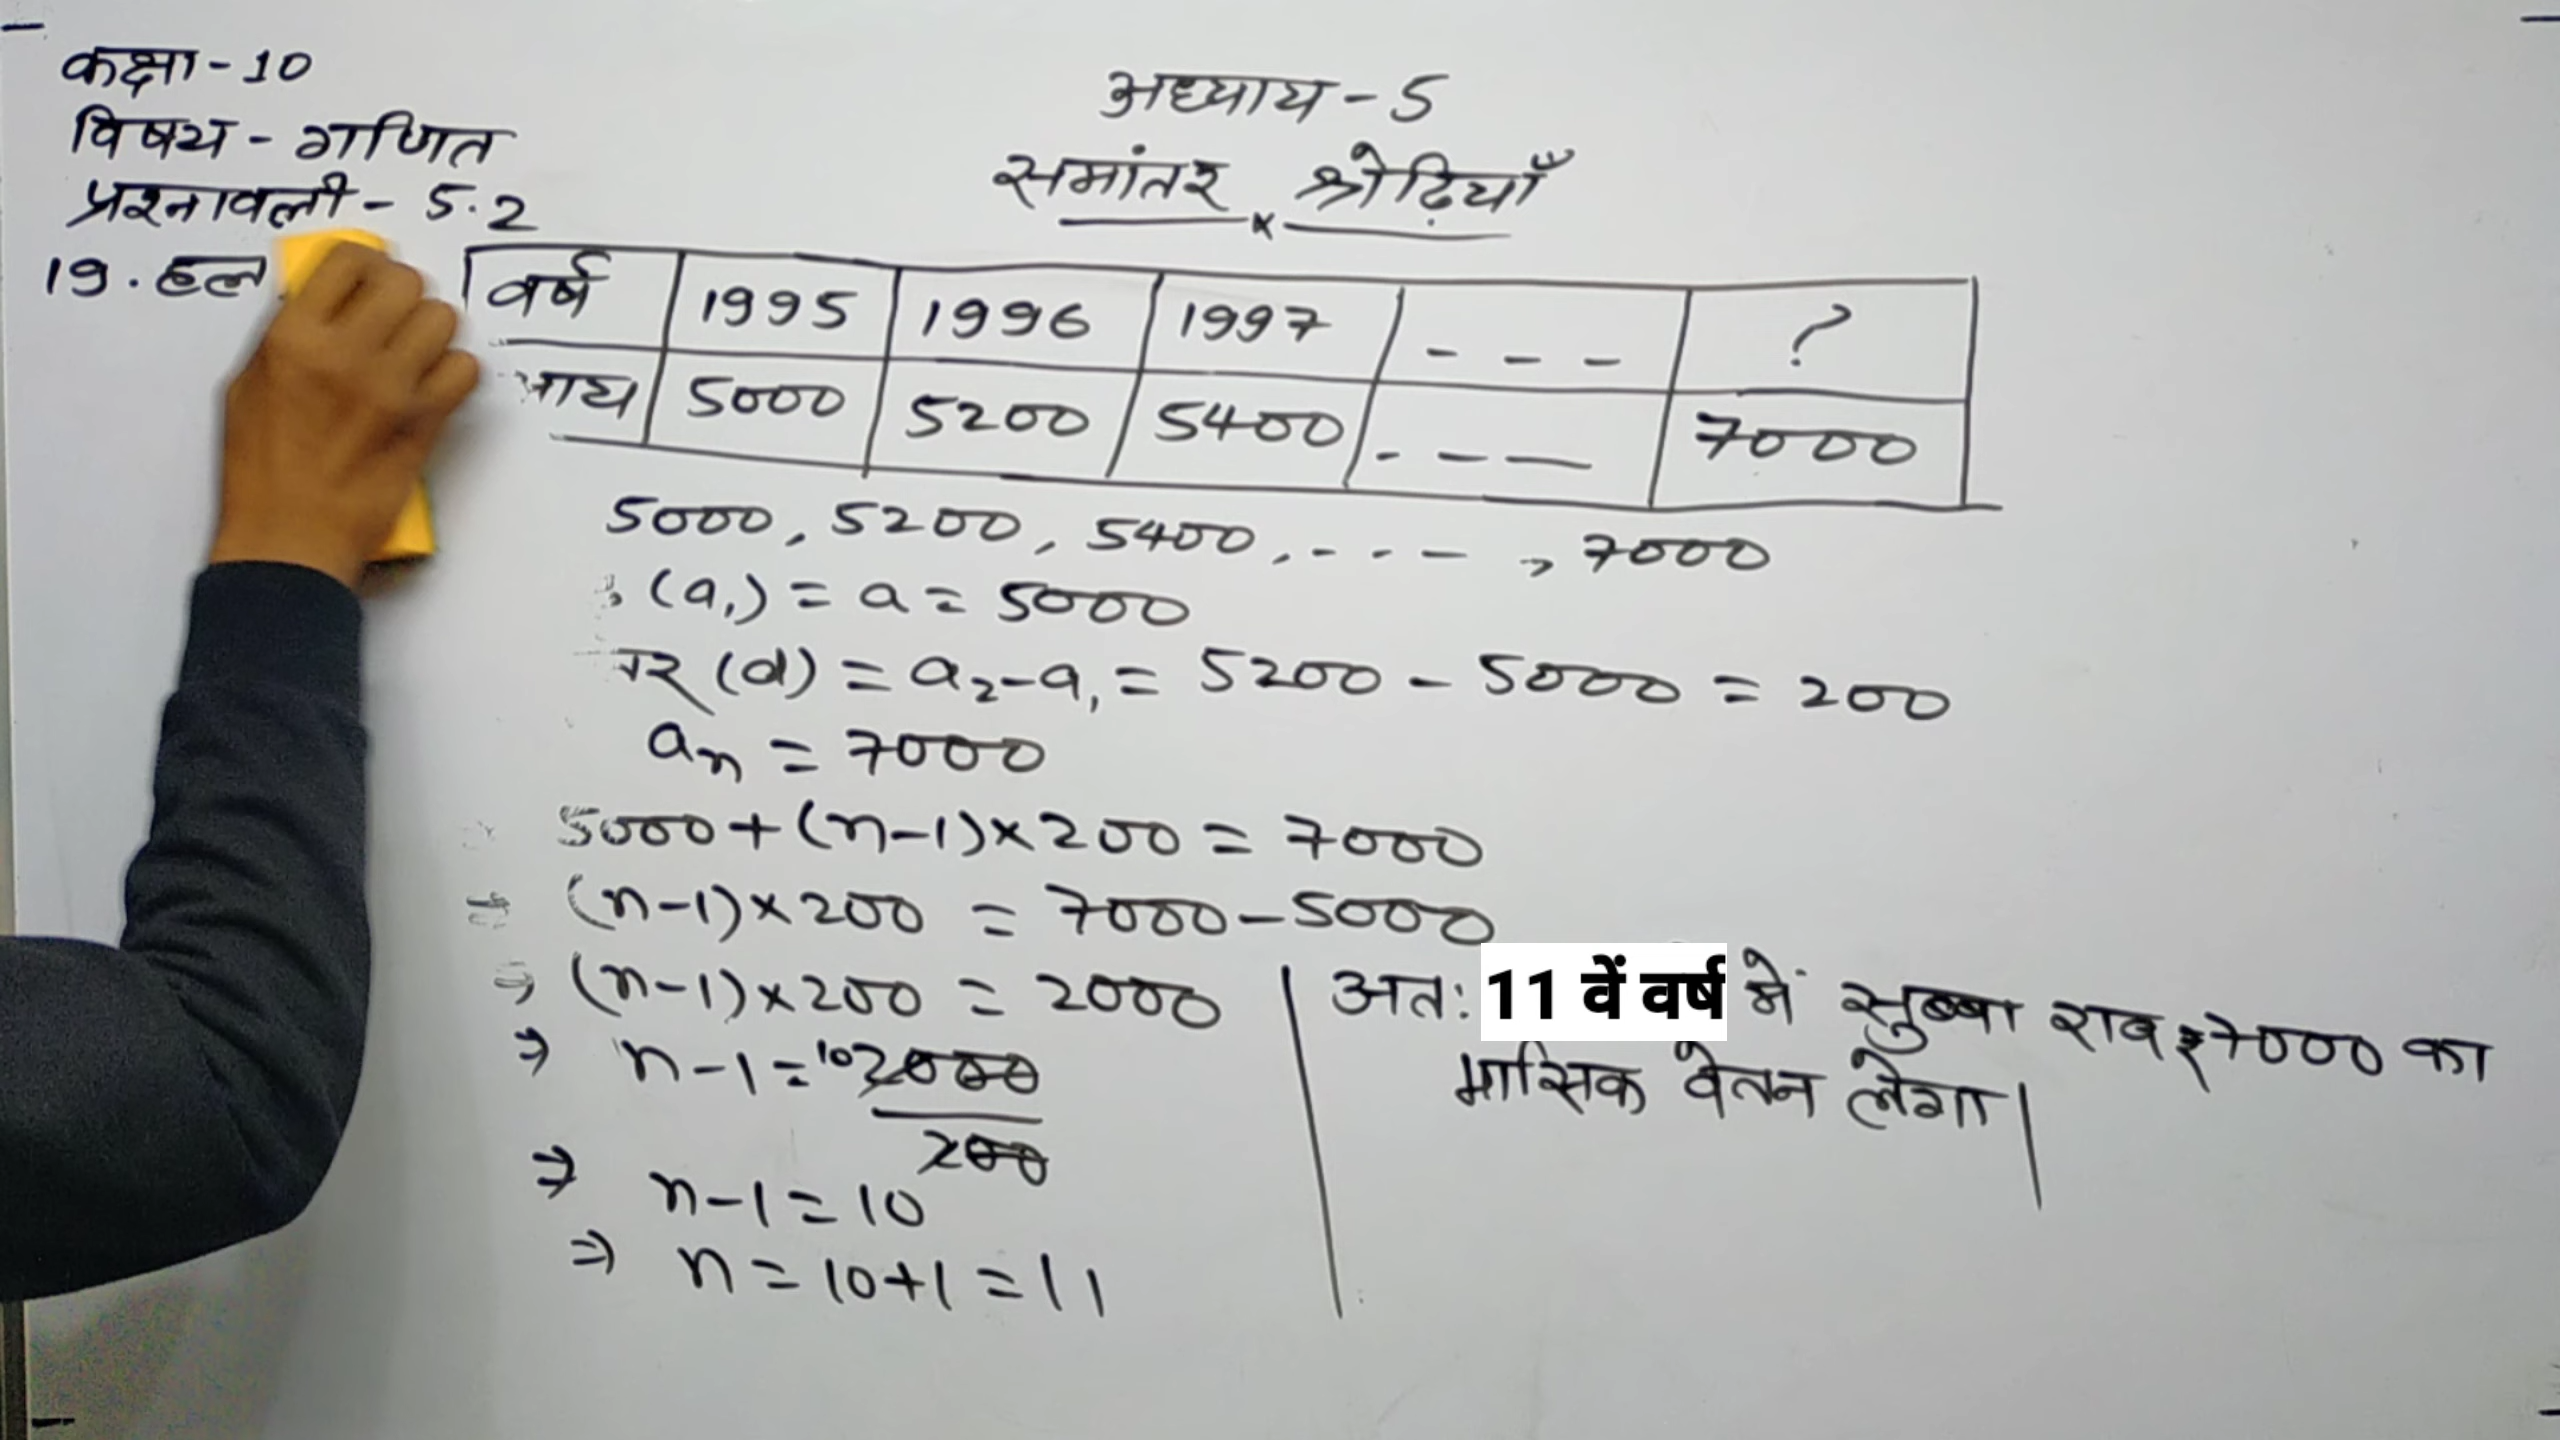 कक्षा - 10
विषय - गणित
प्रश्नावली - 5.2
19. हल
अध्याय - 5
समांतर श्रेढ़ियाँ
x
वर्ष 1995 1996 1997 - - - ?
आय 5000 5200 5400 - - - 7000
5000, 5200, 5400, - - - , 7000
(a₁) = a = 5000
(d) = a₂-a₁ = 5200 - 5000 = 200
aₙ = 7000
5000+(n-1)×200 = 7000
⇒ (n-1)×200 = 7000-5000
⇒ (n-1)×200 = 2000
⇒ n-1 = 10 2000
200
⇒ n-1=10
⇒ n = 10+1 = 11
अत: 11 वें वर्ष में सुब्बा राव ₹7000 का
मासिक वेतन लेगा।